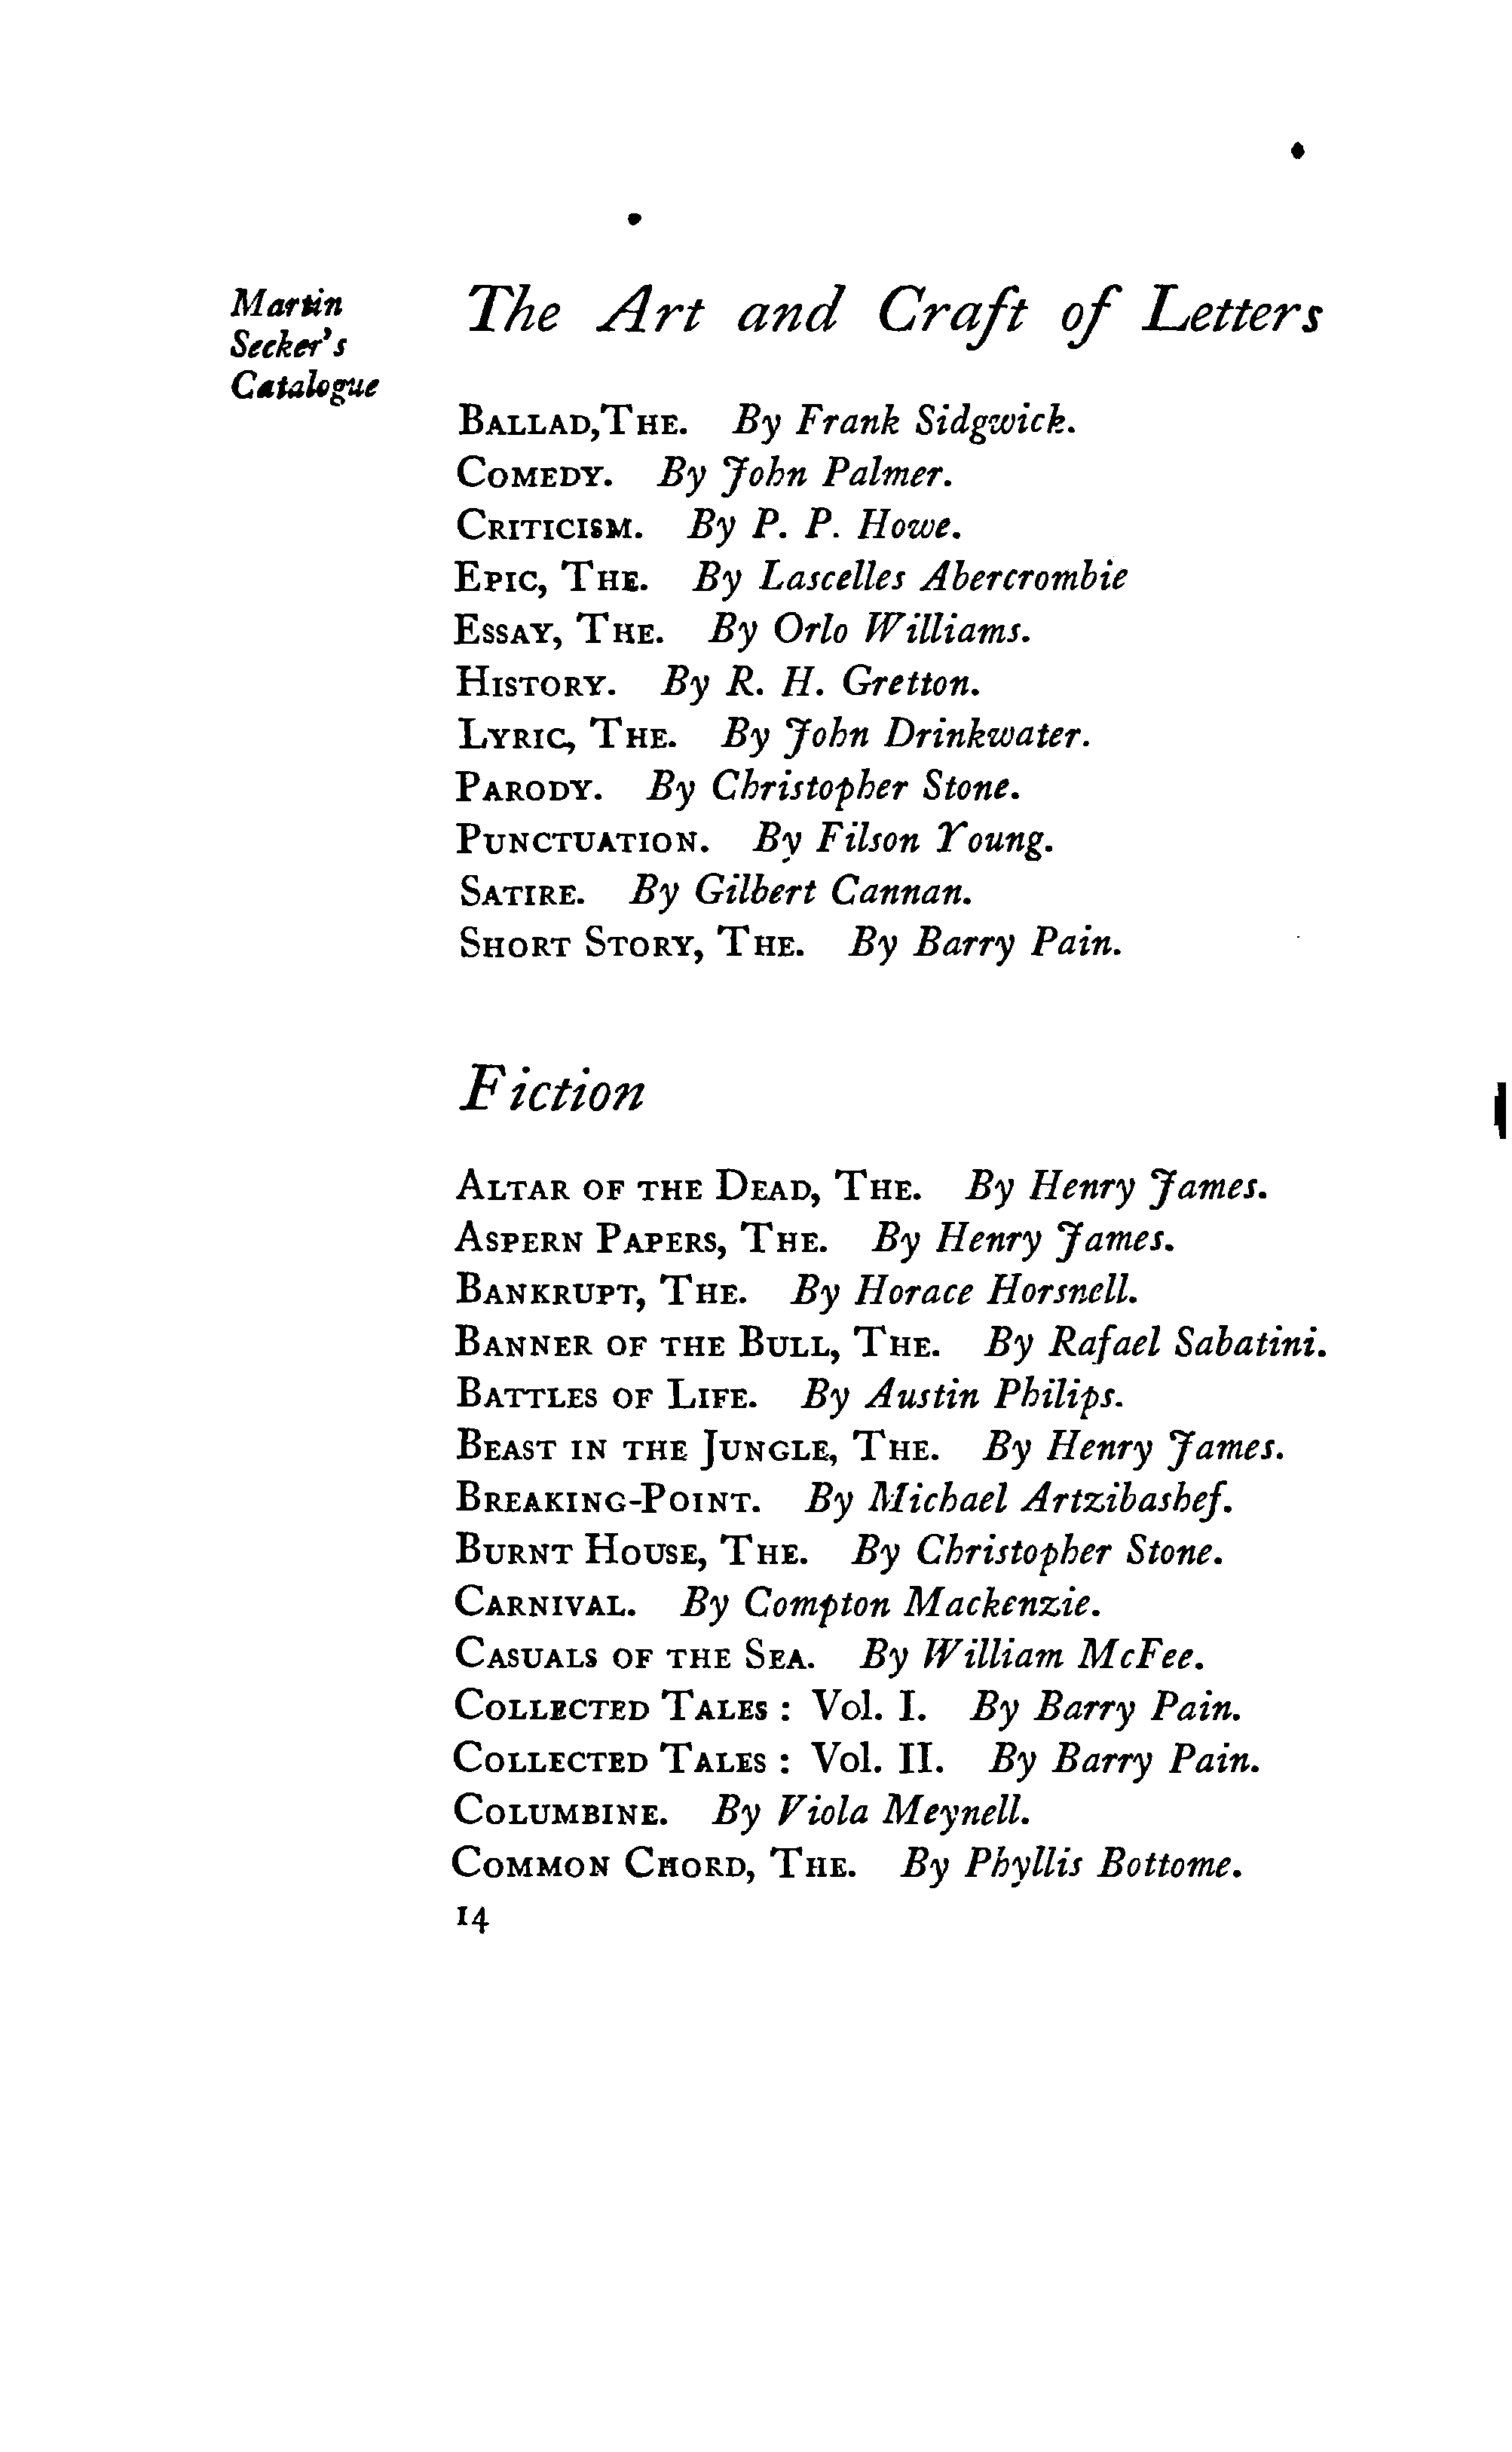 Martin
Secker's
Catalogue
The Art and Craft of Letters
BALLAD, THE. By Frank Sidgwick.
COMEDY. By John Palmer.
CRITICISM. By P. P. Howe.
EPIC, THE. By Lascelles Abercrombie
ESSAY, THE. By Orlo Williams.
HISTORY. By R. H. Gretton.
LYRIC, THE. By John Drinkwater.
PARODY. By Christopher Stone.
PUNCTUATION. By Filson Young.
SATIRE. By Gilbert Cannan.
SHORT STORY, THE. By Barry Pain.
Fiction
ALTAR OF THE DEAD, THE. By Henry James.
ASPERN PAPERS, THE. By Henry James.
BANKRUPT, THE. By Horace Horsnell.
BANNER OF THE BULL, THE. By Rafael Sabatini.
BATTLES OF LIFE. By Austin Philips.
BEAST IN THE JUNGLE, THE. By Henry James.
BREAKING-POINT. By Michael Artzibashef.
BURNT HOUSE, THE. By Christopher Stone.
CARNIVAL. By Compton Mackenzie.
CASUALS OF THE SEA. By William McFee.
COLLECTED TALES : Vol. I. By Barry Pain.
COLLECTED TALES : Vol. II. By Barry Pain.
COLUMBINE. By Viola Meynell.
COMMON CHORD, THE. By Phyllis Bottome.
14